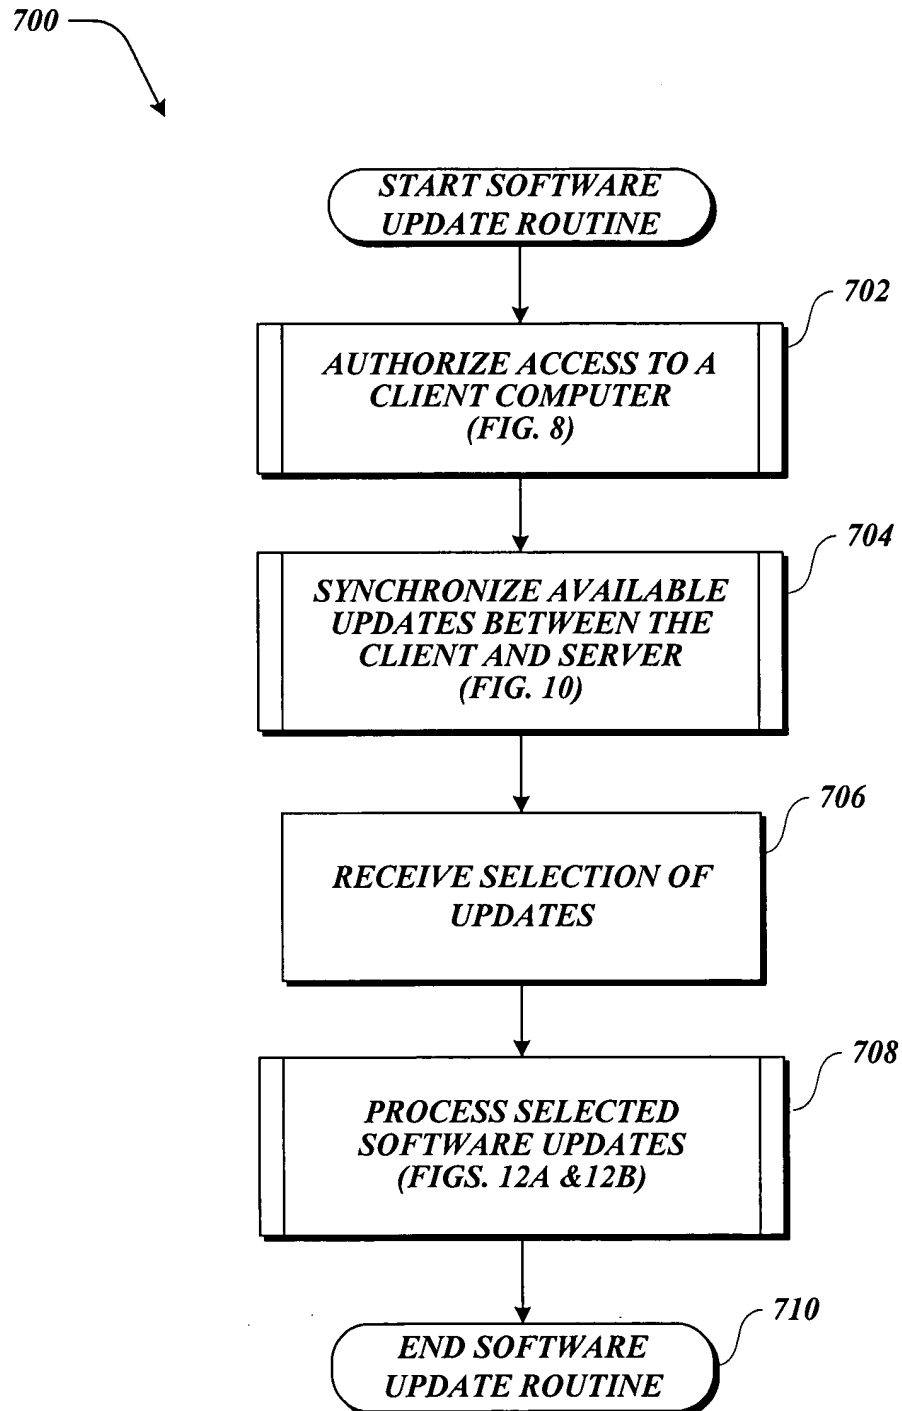 700
START SOFTWARE
UPDATE ROUTINE
702
AUTHORIZE ACCESS TO A
CLIENT COMPUTER
(FIG. 8)
704
SYNCHRONIZE AVAILABLE
UPDATES BETWEEN THE
CLIENT AND SERVER
(FIG. 10)
706
RECEIVE SELECTION OF
UPDATES
708
PROCESS SELECTED
SOFTWARE UPDATES
(FIGS. 12A &12B)
710
END SOFTWARE
UPDATE ROUTINE